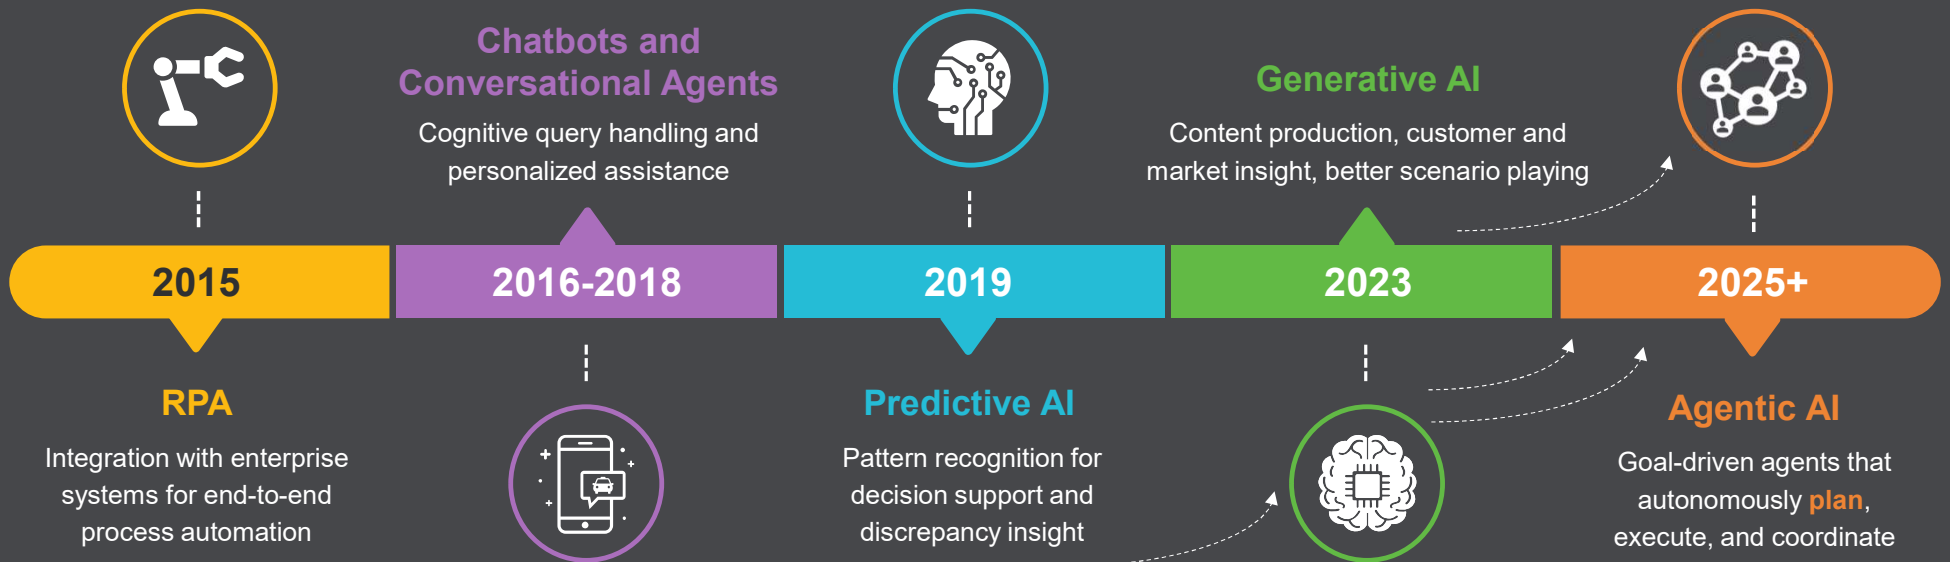 2015
RPA
Integration with enterprise
systems for end-to-end
process automation
Chatbots and
Conversational Agents
Cognitive query handling and
personalized assistance
2016-2018
2019
Predictive AI
Pattern recognition for
decision support and
discrepancy insight
Generative AI
Content production, customer and
market insight, better scenario playing
2023
2025+
Agentic AI
Goal-driven agents that
autonomously plan,
execute, and coordinate